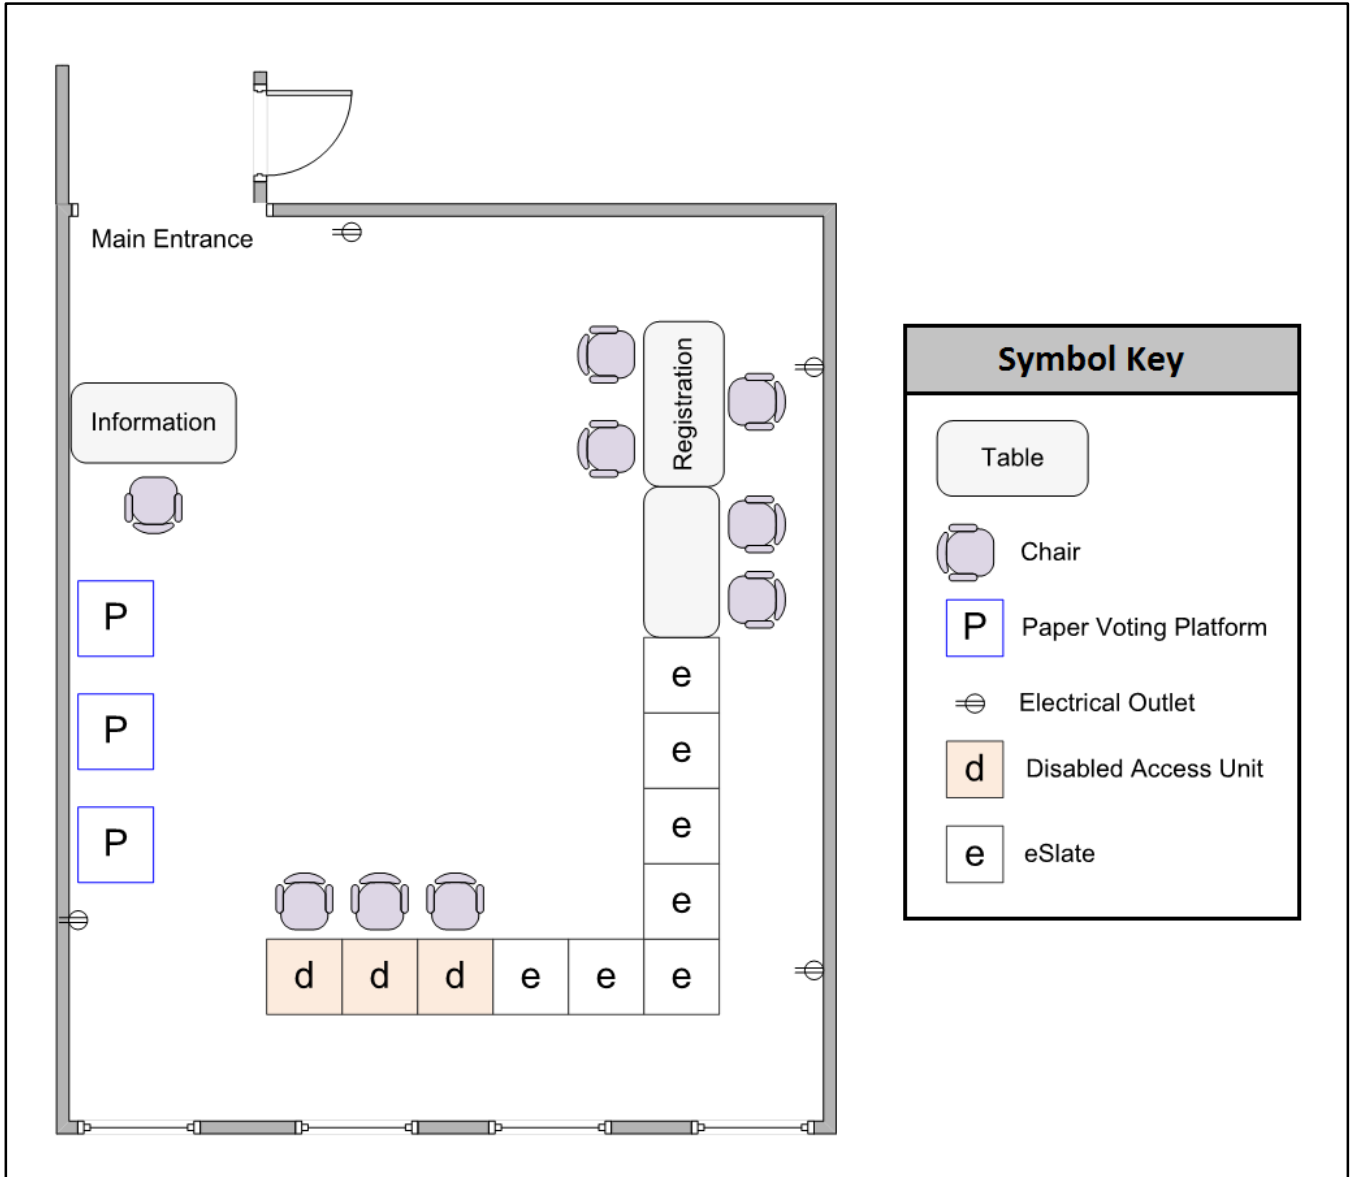 Main Entrance
Information
Registration
P
P
P
e
e
e
e
d d d e e e
Symbol Key
Table
Chair
P Paper Voting Platform
Electrical Outlet
d Disabled Access Unit
e eSlate